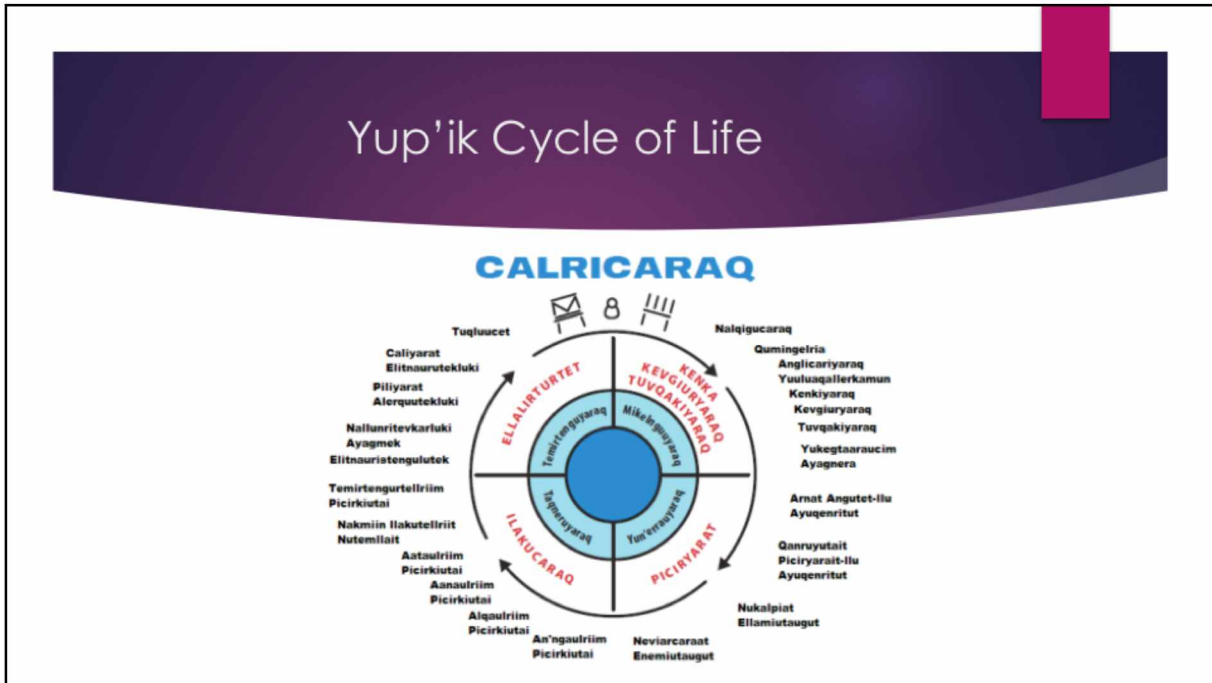 Yup'ik Cycle of Life
CALRICARAQ
Tuqluucet
Caliyarat
Elitnaurutekluki
Piliyarat
Alerquutekluki
Nallunritevkarluki
Ayagmek
Elitnauristengulutek
Temirtengurtellriim
Picirkiutai
Nakmiin Ilakutellriit
Nutemllait
Aataulriim
Picirkiutai
Aanaulriim
Picirkiutai
Alqaulriim
Picirkiutai
An'ngaulriim
Picirkiutai
Neviarcaraat
Enemiutaugut
Nukalpiat
Ellamiutaugut
Qanruyutait
Piciryarait-llu
Ayuqenritut
Arnat Angutet-llu
Ayuqenritut
Yukegtaaraucim
Ayagnera
Tuvqakiyaraq
Kevgiuryaraq
Kenkiyaraq
Yuuluaqallerkamun
Anglicariyaraq
Qumingelria
Nalqigucaraq
ELLALIRTURTET
KENKA
KEVGIURYARAQ
TUVQAKIYARAQ
PICIRYARAT
ILAKUCARAQ
Temirtenguyaraq
Mikelnguuyaraq
Yun'errauyaraq
Taqneruyaraq